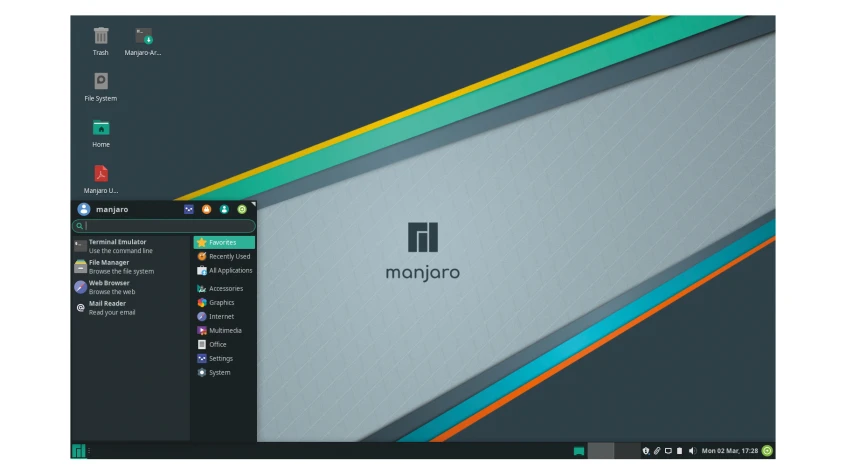 Trash
Manjaro-Ar...
File System
Home
Manjaro U...
manjaro
Terminal Emulator
Use the command line
File Manager
Browse the file system
Web Browser
Browse the web
Mail Reader
Read your email
Favorites
Recently Used
All Applications
Accessories
Graphics
Internet
Multimedia
Office
Settings
System
manjaro
Mon 02 Mar, 17:28